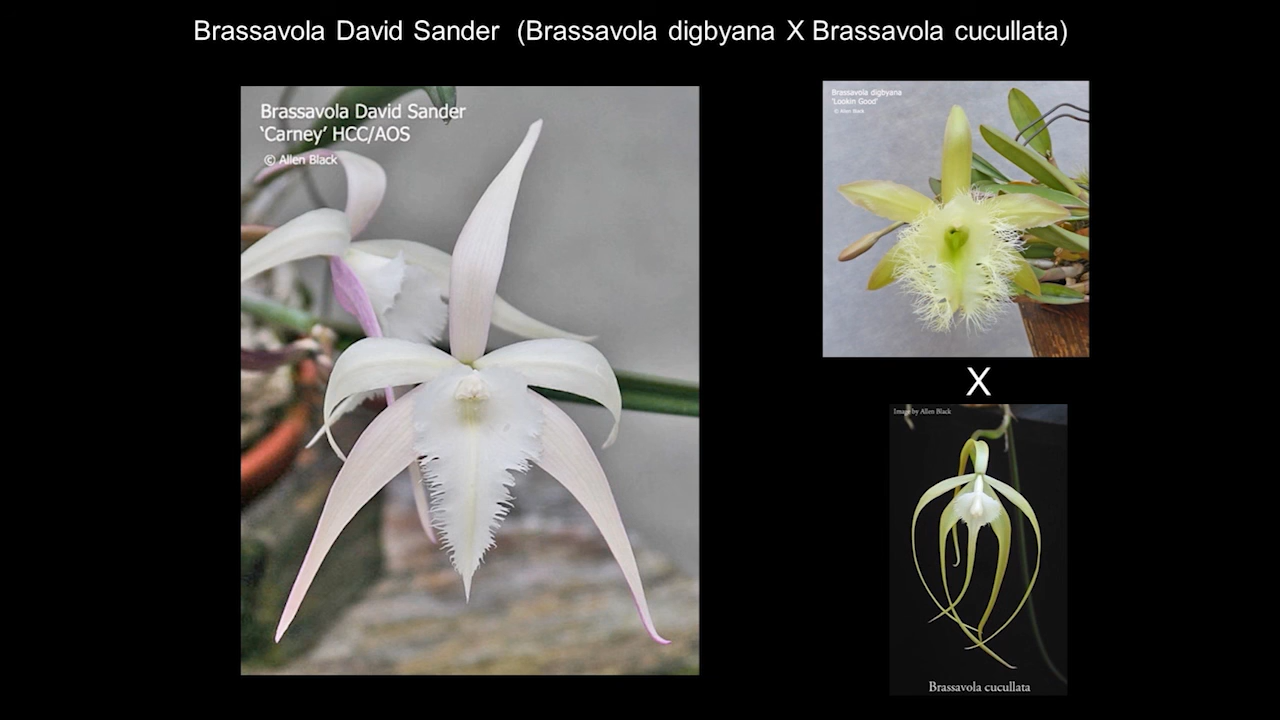 Brassavola David Sander (Brassavola digbyana X Brassavola cucullata)
Brassavola David Sander
‘Carney’ HCC/AOS
© Allen Black
Brassavola digbyana
‘Lookin Good’
© Allen Black
X
Image by Allen Black
Brassavola cucullata